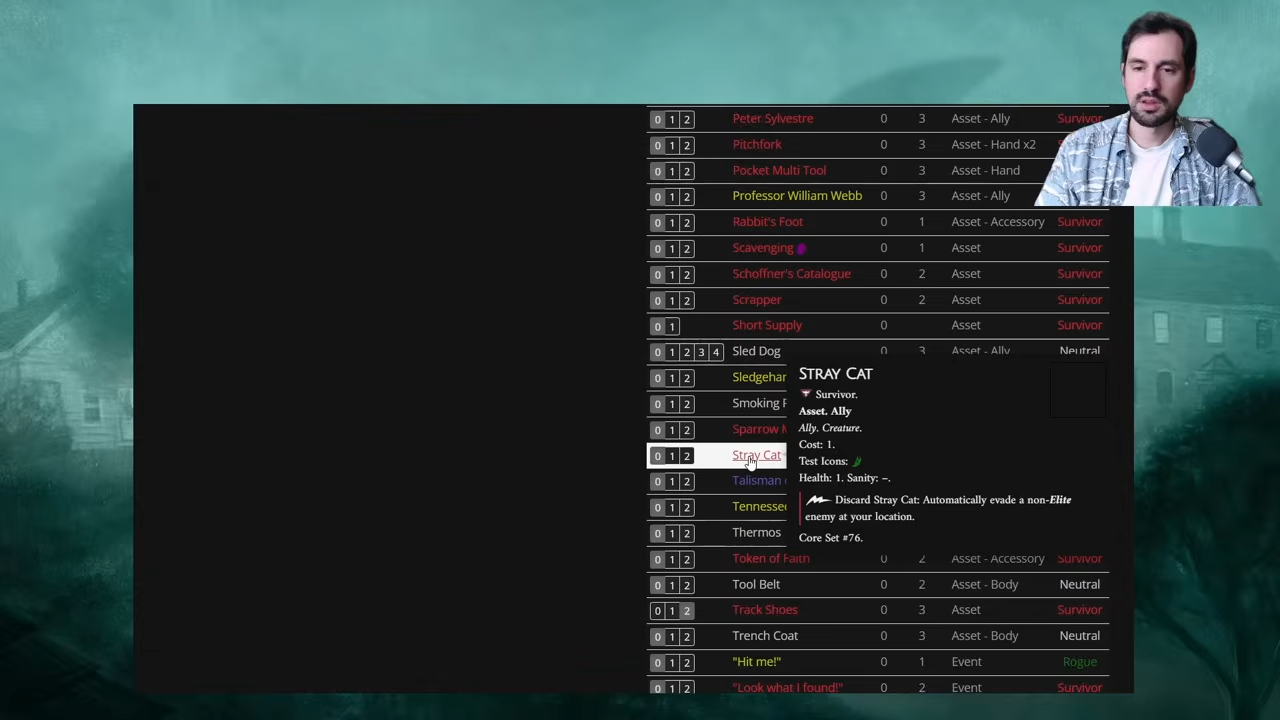 0 1 2 Peter Sylvestre 0 3 Asset - Ally Survivor
0 1 2 Pitchfork 0 3 Asset - Hand x2
0 1 2 Pocket Multi Tool 0 3 Asset - Hand
0 1 2 Professor William Webb 0 3 Asset - Ally
0 1 2 Rabbit's Foot 0 1 Asset - Accessory Survivor
0 1 2 Scavenging 0 1 Asset Survivor
0 1 2 Schoffner's Catalogue 0 2 Asset Survivor
0 1 2 Scrapper 0 2 Asset Survivor
0 1 Short Supply 0 Asset Survivor
0 1 2 3 4 Sled Dog 0 3 Asset - Ally Neutral
0 1 2
0 1 2 Smoking
0 1 2 Sparrow
0 1 2 Stray Cat
0 1 2 Talisman
0 1 2
0 1 2 Thermos
STRAY CAT
Survivor.
Asset. Ally
Ally. Creature.
Cost: 1.
Test Icons:
Health: 1. Sanity: –.
Discard Stray Cat: Automatically evade a non-Elite
enemy at your location.
Core Set #76.
0 1 2 Token of Faith 0 2 Asset - Accessory Survivor
0 1 2 Tool Belt 0 2 Asset - Body Neutral
0 1 2 Track Shoes 0 3 Asset Survivor
0 1 2 Trench Coat 0 3 Asset - Body Neutral
0 1 2 "Hit me!" 0 1 Event Rogue
0 1 2 "Look what I found!" 0 2 Event Survivor